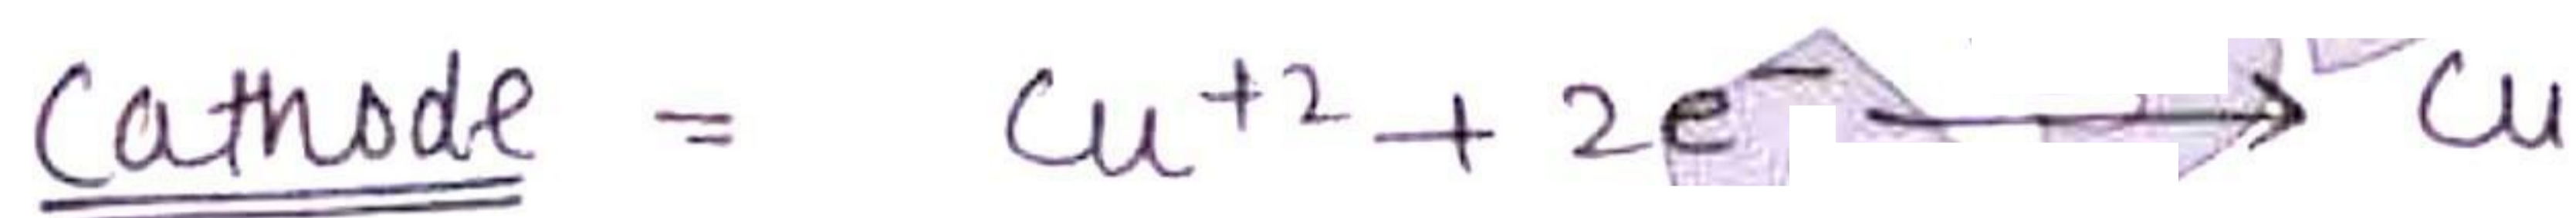 Cathode = Cu⁺² + 2e⁻ ⟶ Cu